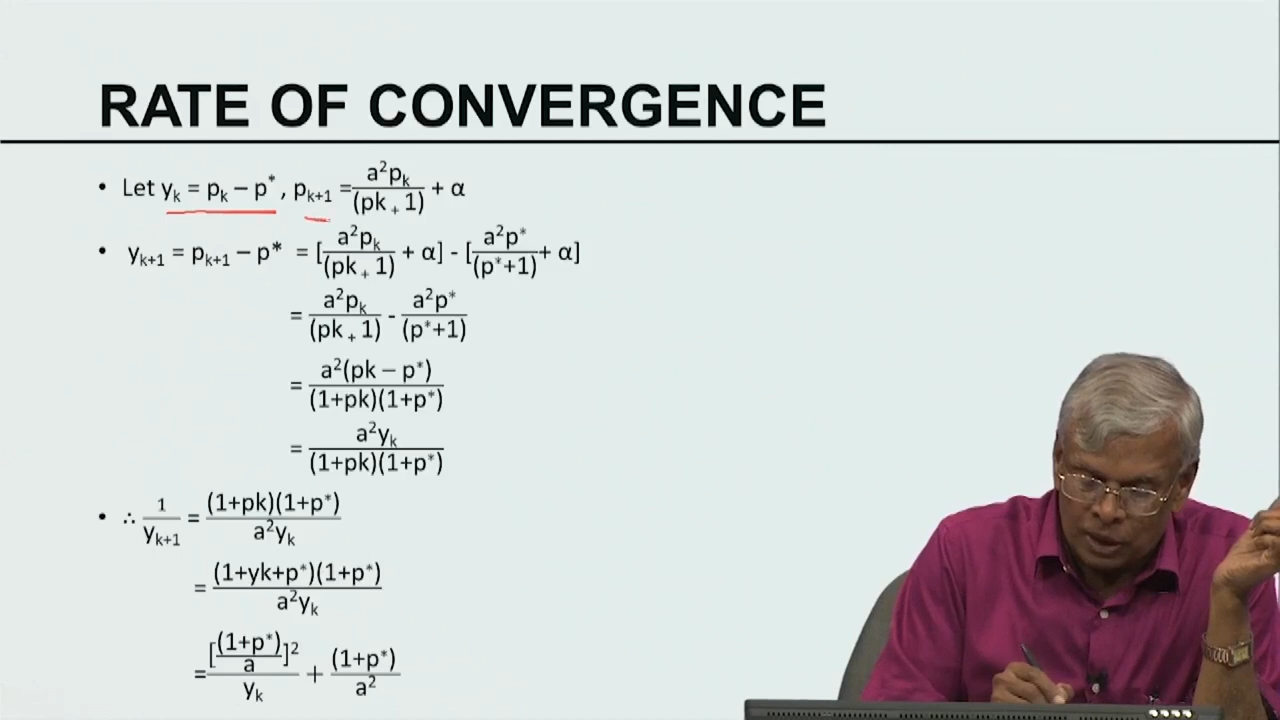 RATE OF CONVERGENCE
• Let yₖ = pₖ – p*, pₖ₊₁ = a²pₖ/(pk ₊ 1) + α
• yₖ₊₁ = pₖ₊₁ – p* = [a²pₖ/(pk ₊ 1) + α] - [a²p*/(p*+1) + α]
= a²pₖ/(pk ₊ 1) - a²p*/(p*+1)
= a²(pk – p*)/(1+pk)(1+p*)
= a²yₖ/(1+pk)(1+p*)
• ∴ 1/yₖ₊₁ = (1+pk)(1+p*)/a²yₖ
= (1+yk+p*)(1+p*)/a²yₖ
= [(1+p*)/a]²/yₖ + (1+p*)/a²